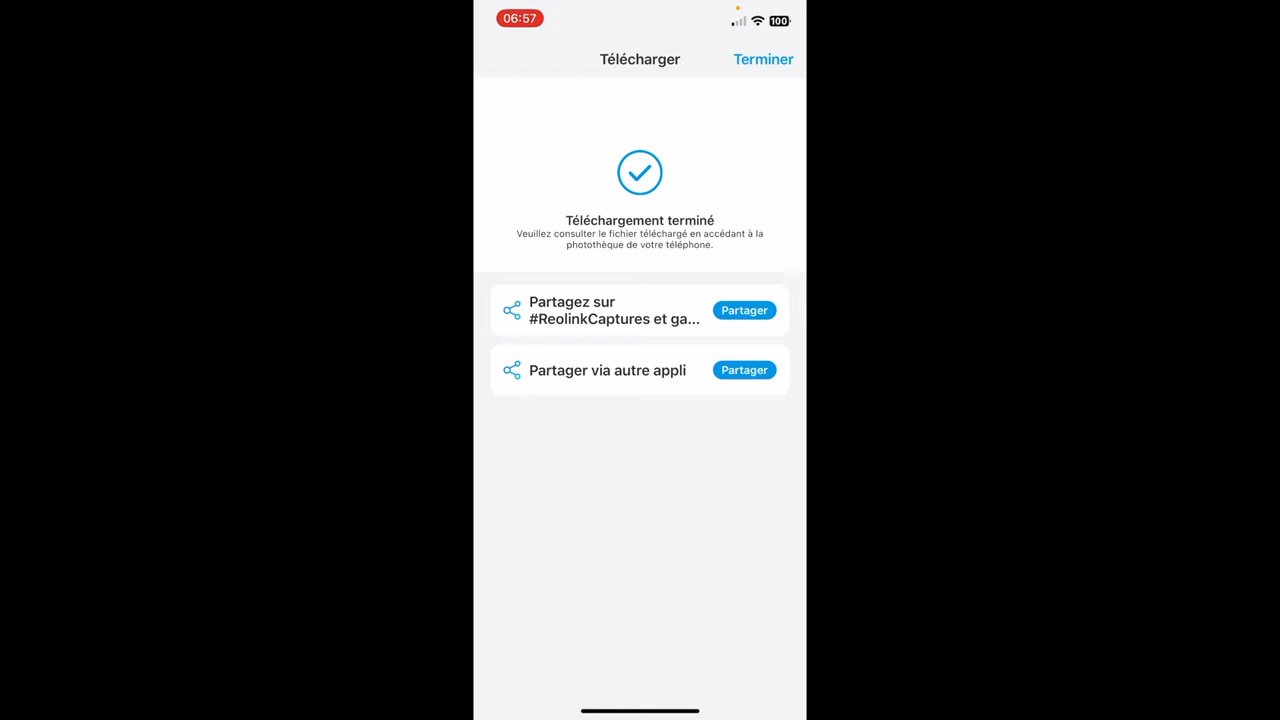 06:57
100
Télécharger
Terminer
Téléchargement terminé
Veuillez consulter le fichier téléchargé en accédant à la
photothèque de votre téléphone.
Partagez sur
#ReolinkCaptures et ga...
Partager
Partager via autre appli
Partager